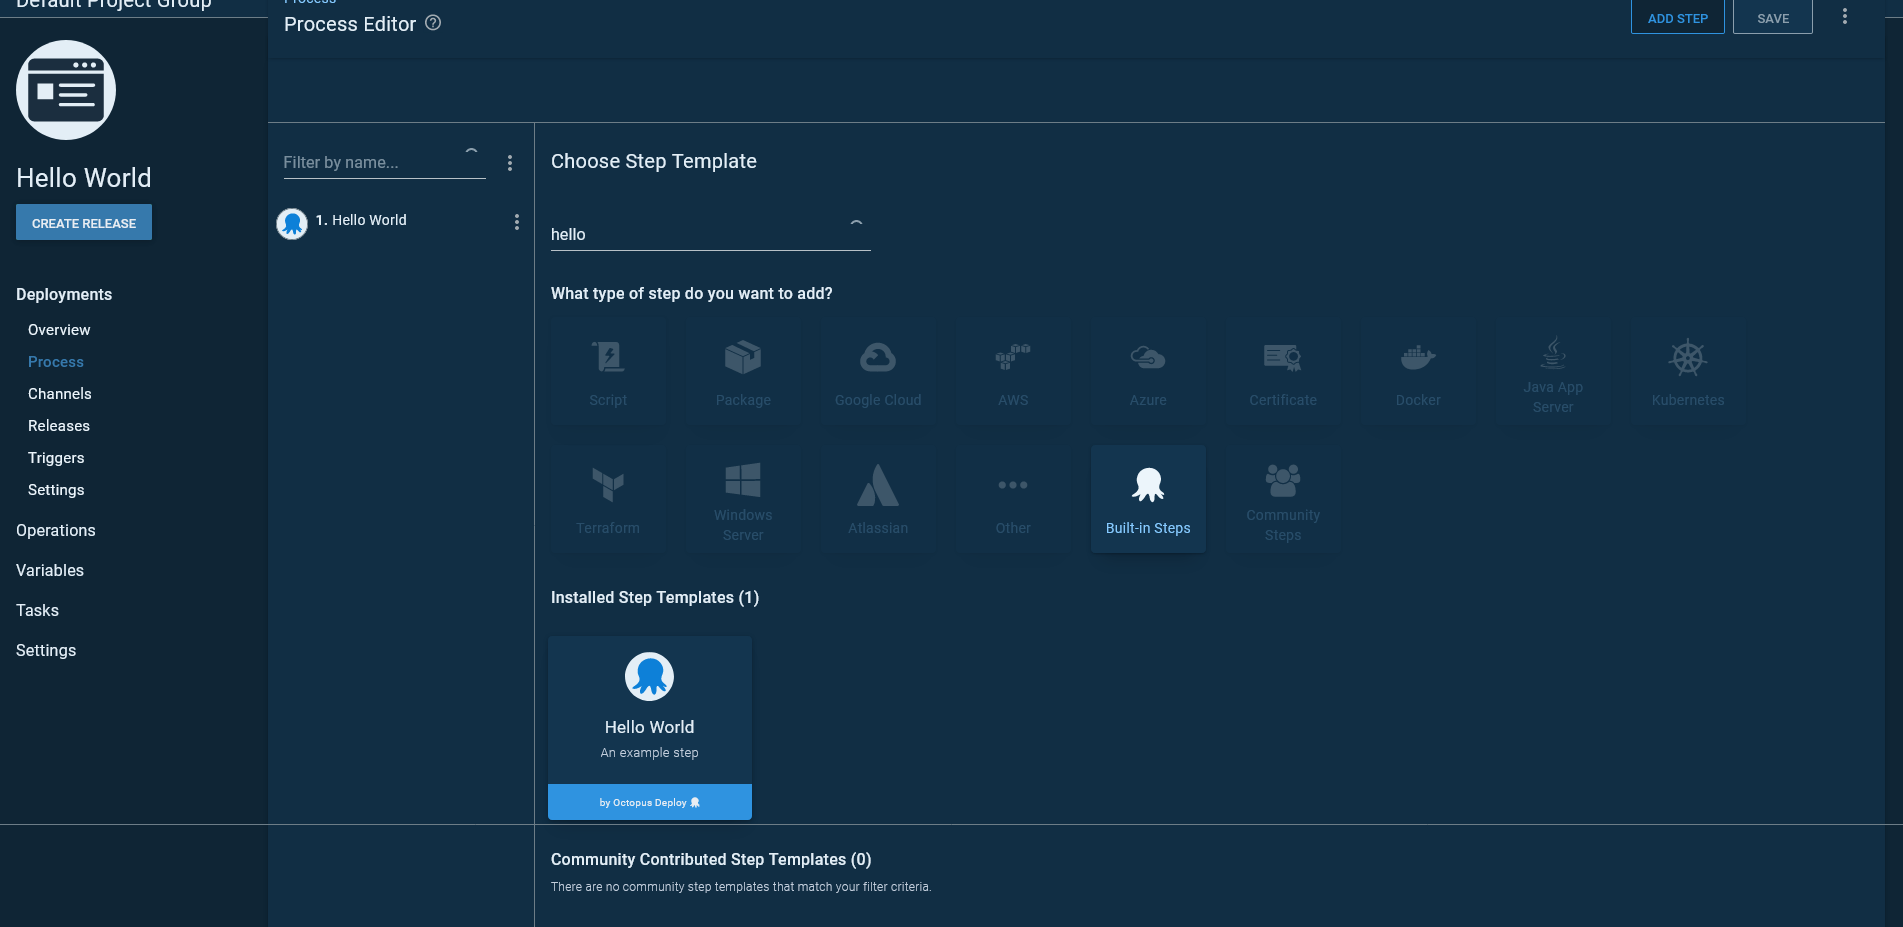 Default Project Group
Hello World
CREATE RELEASE
Deployments
Overview
Process
Channels
Releases
Triggers
Settings
Operations
Variables
Tasks
Settings
Process
Process Editor
ADD STEP
SAVE
Filter by name...
1. Hello World
Choose Step Template
hello
What type of step do you want to add?
Script
Package
Google Cloud
AWS
Azure
Certificate
Docker
Java App
Server
Kubernetes
Terraform
Windows
Server
Atlassian
Other
Built-in Steps
Community
Steps
Installed Step Templates (1)
Hello World
An example step
by Octopus Deploy
Community Contributed Step Templates (0)
There are no community step templates that match your filter criteria.